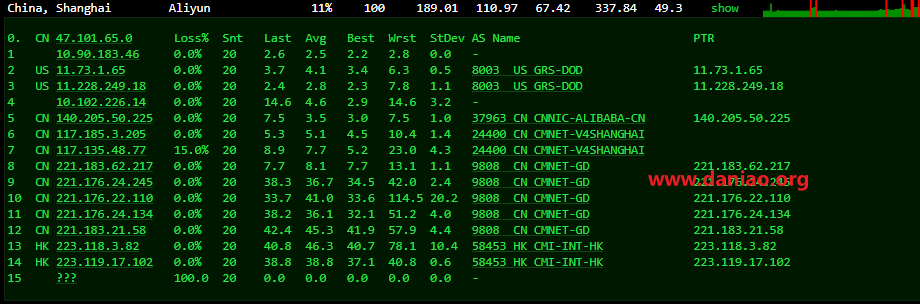 China, Shanghai Aliyun 11% 100 189.01 110.97 67.42 337.84 49.3 show
0. CN 47.101.65.0 Loss% Snt Last Avg Best Wrst StDev AS Name PTR
1 10.90.183.46 0.0% 20 2.6 2.5 2.2 2.8 0.0 -
2 US 11.73.1.65 0.0% 20 3.7 4.1 3.4 6.3 0.5 8003 US GRS-DOD 11.73.1.65
3 US 11.228.249.18 0.0% 20 2.4 2.8 2.3 7.8 1.1 8003 US GRS-DOD 11.228.249.18
4 10.102.226.14 0.0% 20 14.6 4.6 2.9 14.6 3.2 -
5 CN 140.205.50.225 0.0% 20 7.5 3.5 3.0 7.5 1.0 37963 CN CNNIC-ALIBABA-CN 140.205.50.225
6 CN 117.185.3.205 0.0% 20 5.3 5.1 4.5 10.4 1.4 24400 CN CMNET-V4SHANGHAI
7 CN 117.135.48.77 15.0% 20 8.9 7.7 5.2 23.0 4.3 24400 CN CMNET-V4SHANGHAI
8 CN 221.183.62.217 0.0% 20 7.7 8.1 7.7 13.1 1.1 9808 CN CMNET-GD 221.183.62.217
9 CN 221.176.24.245 0.0% 20 38.3 36.7 34.5 42.0 2.4 9808 CN CMNET-GD 221.176.24.245
www.daniao.org
10 CN 221.176.22.110 0.0% 20 33.7 41.0 33.6 114.5 20.2 9808 CN CMNET-GD 221.176.22.110
11 CN 221.176.24.134 0.0% 20 38.2 36.1 32.1 51.2 4.0 9808 CN CMNET-GD 221.176.24.134
12 CN 221.183.21.58 0.0% 20 42.4 45.3 41.9 57.9 4.4 9808 CN CMNET-GD 221.183.21.58
13 HK 223.118.3.82 0.0% 20 40.8 46.3 40.7 78.1 10.4 58453 HK CMI-INT-HK 223.118.3.82
14 HK 223.119.17.102 0.0% 20 38.8 38.8 37.1 40.8 0.6 58453 HK CMI-INT-HK 223.119.17.102
15 ??? 100.0 20 0.0 0.0 0.0 0.0 0.0 -